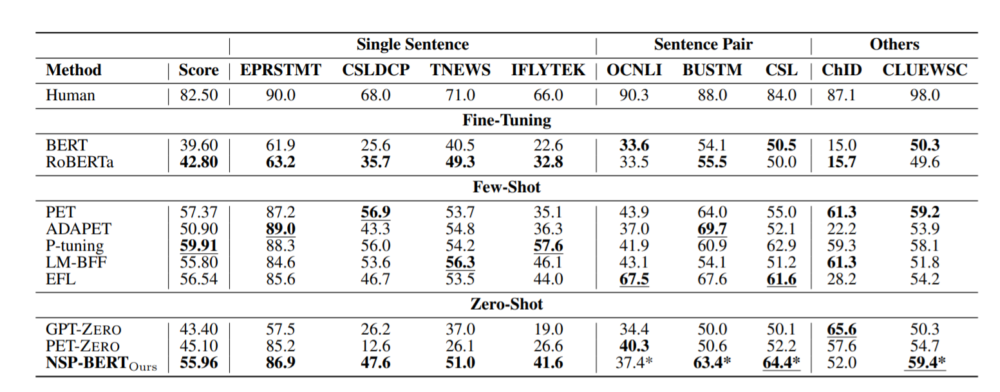 Single Sentence Sentence Pair Others
Method Score EPRSTMT CSLDCP TNEWS IFLYTEK OCNLI BUSTM CSL ChID CLUEWSC
Human 82.50 90.0 68.0 71.0 66.0 90.3 88.0 84.0 87.1 98.0
Fine-Tuning
BERT 39.60 61.9 25.6 40.5 22.6 33.6 54.1 50.5 15.0 50.3
RoBERTa 42.80 63.2 35.7 49.3 32.8 33.5 55.5 50.0 15.7 49.6
Few-Shot
PET 57.37 87.2 56.9 53.7 35.1 43.9 64.0 55.0 61.3 59.2
ADAPET 50.90 89.0 43.3 54.8 36.3 37.0 69.7 52.1 22.2 53.9
P-tuning 59.91 88.3 56.0 54.2 57.6 41.9 60.9 62.9 59.3 58.1
LM-BFF 55.80 84.6 53.6 56.3 46.1 43.1 54.1 51.2 61.3 51.8
EFL 56.54 85.6 46.7 53.5 44.0 67.5 67.6 61.6 28.2 54.2
Zero-Shot
GPT-ZERO 43.40 57.5 26.2 37.0 19.0 34.4 50.0 50.1 65.6 50.3
PET-ZERO 45.10 85.2 12.6 26.1 26.6 40.3 50.6 52.2 57.6 54.7
NSP-BERTOurs 55.96 86.9 47.6 51.0 41.6 37.4* 63.4* 64.4* 52.0 59.4*